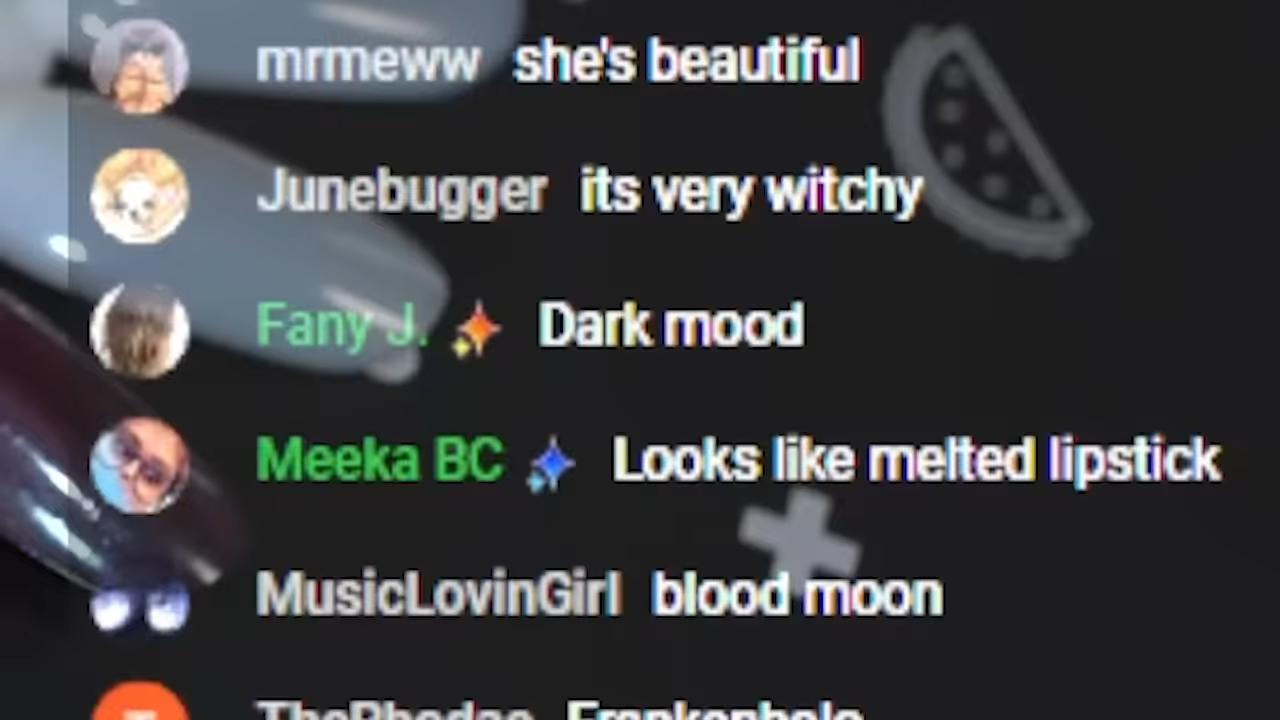 mrmeww she's beautiful
Junebugger its very witchy
Fany J. Dark mood
Meeka BC Looks like melted lipstick
MusicLovinGirl blood moon